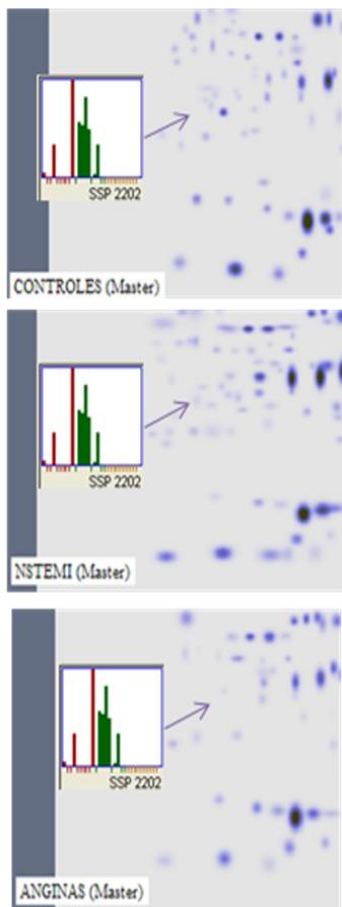 SSP 2202
CONTROLES (Master)
SSP 2202
NSTEMI (Master)
SSP 2202
ANGINAS (Master)